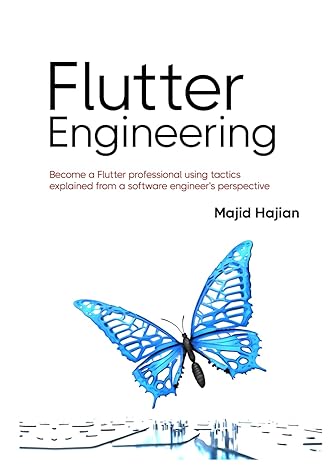 Flutter
Engineering
Become a Flutter professional using tactics
explained from a software engineer's perspective
Majid Hajian